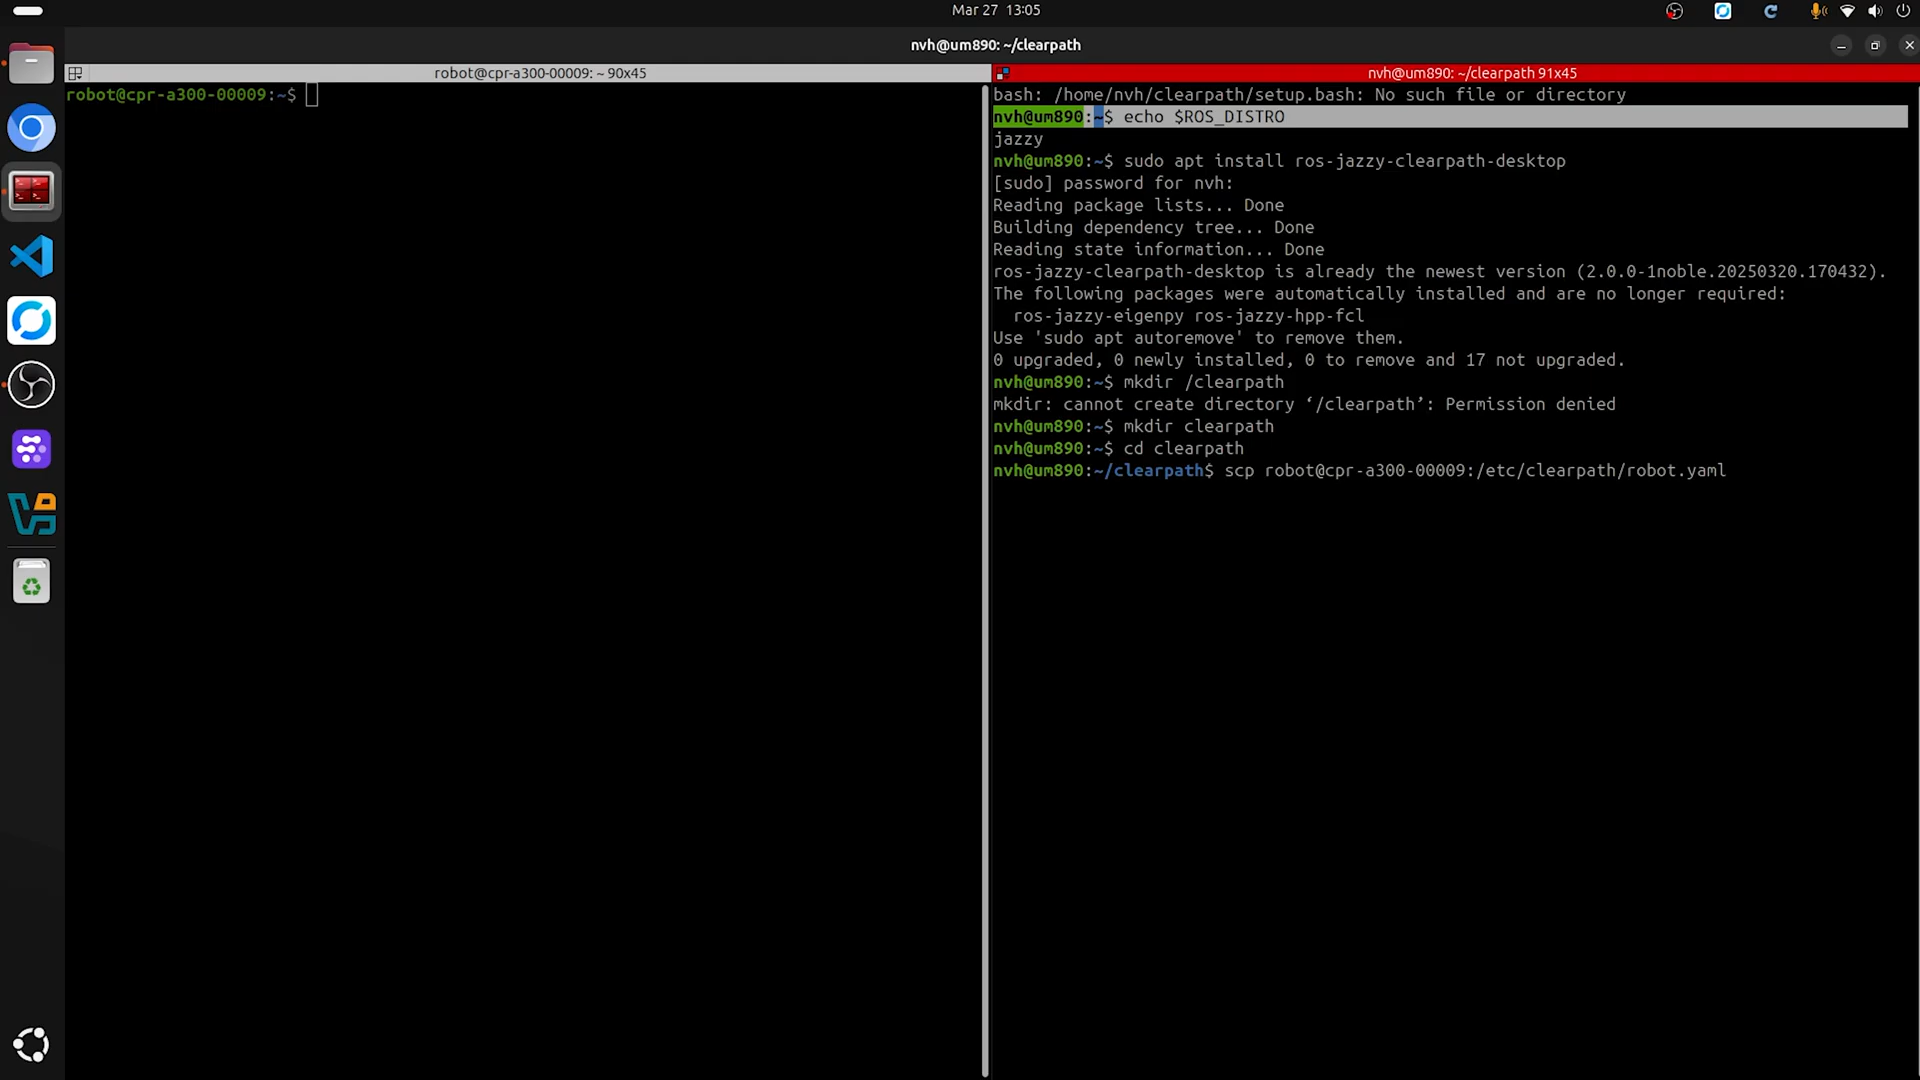 Mar 27 13:05
nvh@um890: ~/clearpath
robot@cpr-a300-00009: ~ 90x45
robot@cpr-a300-00009:~$
nvh@um890: ~/clearpath 91x45
bash: /home/nvh/clearpath/setup.bash: No such file or directory
nvh@um890:~$ echo $ROS_DISTRO
jazzy
nvh@um890:~$ sudo apt install ros-jazzy-clearpath-desktop
[sudo] password for nvh:
Reading package lists... Done
Building dependency tree... Done
Reading state information... Done
ros-jazzy-clearpath-desktop is already the newest version (2.0.0-1noble.20250320.170432).
The following packages were automatically installed and are no longer required:
  ros-jazzy-eigenpy ros-jazzy-hpp-fcl
Use 'sudo apt autoremove' to remove them.
0 upgraded, 0 newly installed, 0 to remove and 17 not upgraded.
nvh@um890:~$ mkdir /clearpath
mkdir: cannot create directory ‘/clearpath’: Permission denied
nvh@um890:~$ mkdir clearpath
nvh@um890:~$ cd clearpath
nvh@um890:~/clearpath$ scp robot@cpr-a300-00009:/etc/clearpath/robot.yaml